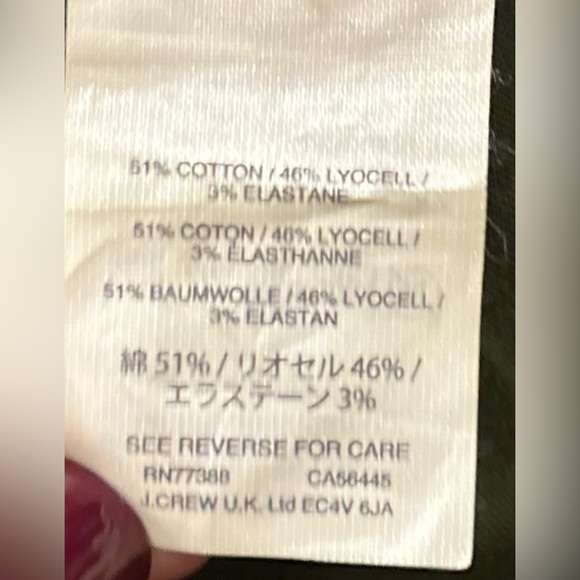 51% COTTON / 46% LYOCELL /
3% ELASTANE
51% COTON / 46% LYOCELL /
3% ELASTHANNE
51% BAUMWOLLE / 46% LYOCELL /
3% ELASTAN
綿 51% / リオセル 46% /
エラステーン 3%
SEE REVERSE FOR CARE
RN77388 CA56445
J.CREW U.K. Ltd EC4V 6JA